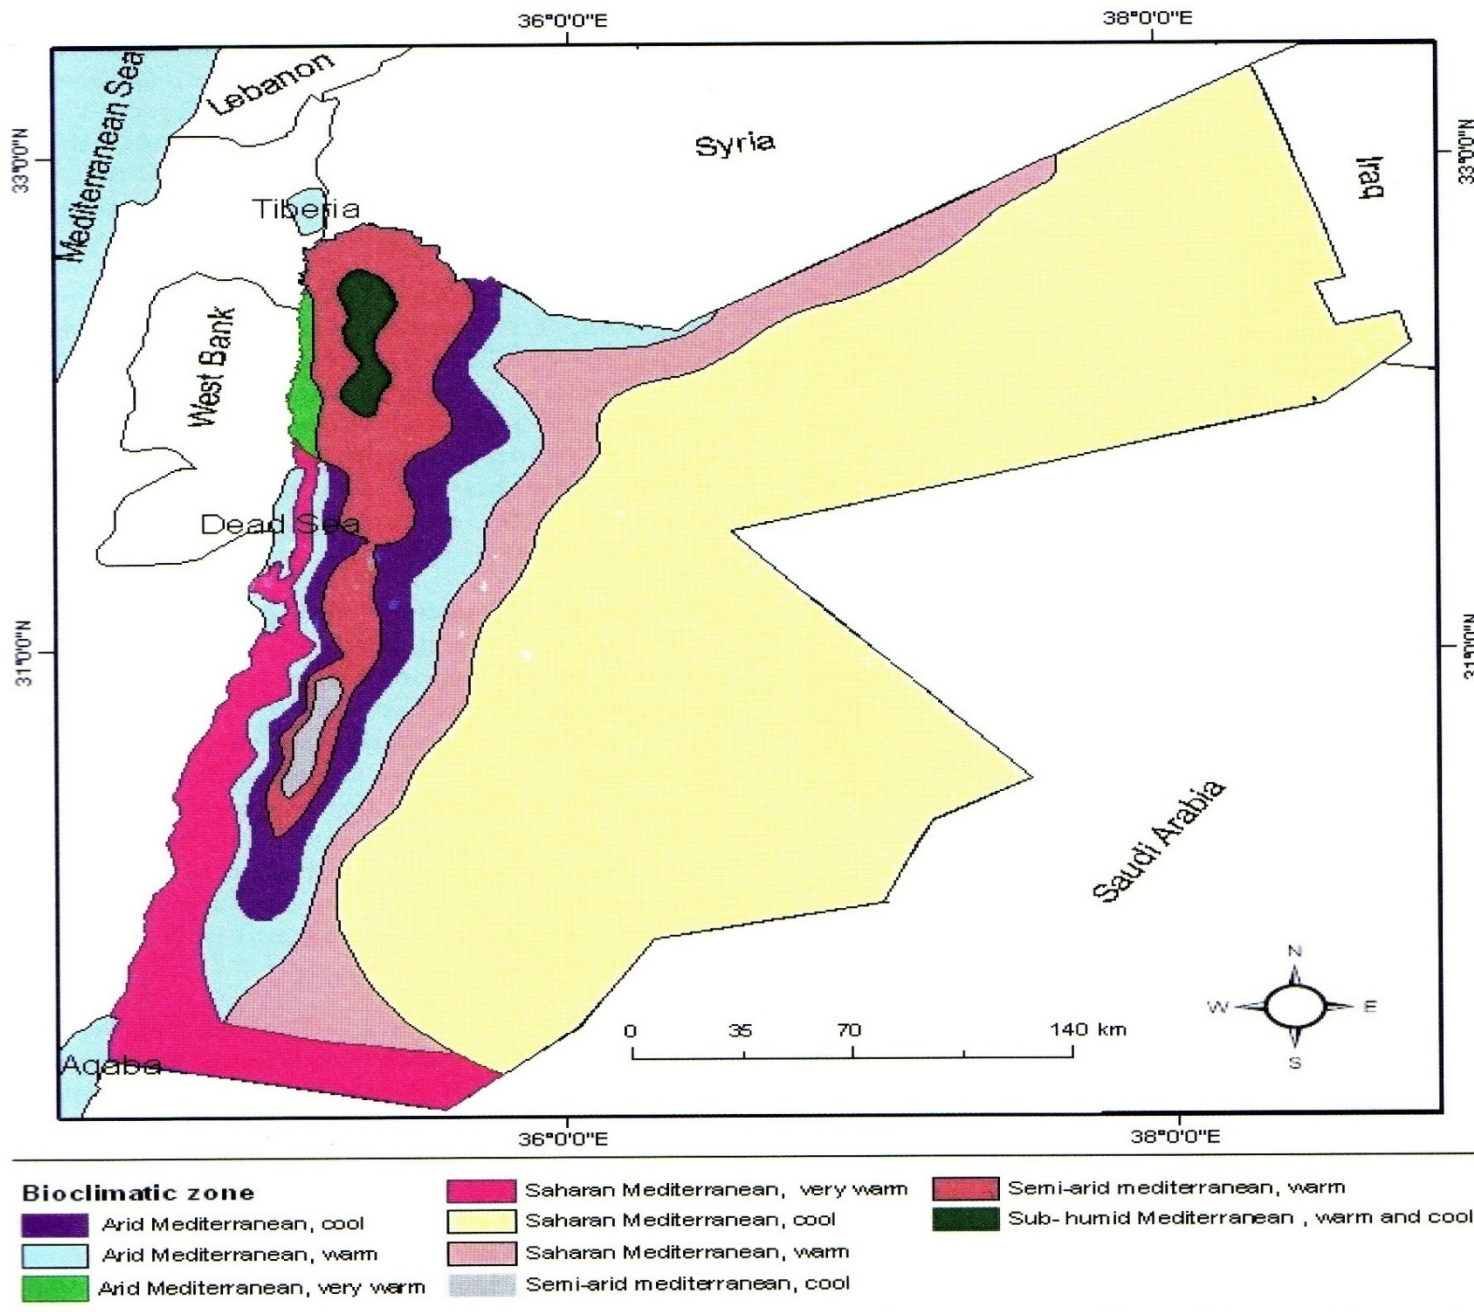 36°0'0"E 38°0'0"E
Mediterranean Sea
Lebanon
Syria
33°0'0"N 33°0'0"N
Iraq
Tiberia
West Bank
Dead Sea
31°0'0"N 31°0'0"N
Saudi Arabia
N
W E
S
0 35 70 140 km
Aqaba
36°0'0"E 38°0'0"E
Bioclimatic zone
Arid Mediterranean, cool
Arid Mediterranean, warm
Arid Mediterranean, very warm
Saharan Mediterranean, very warm
Saharan Mediterranean, cool
Saharan Mediterranean, warm
Semi-arid mediterranean, cool
Semi-arid mediterranean, warm
Sub-humid Mediterranean , warm and cool